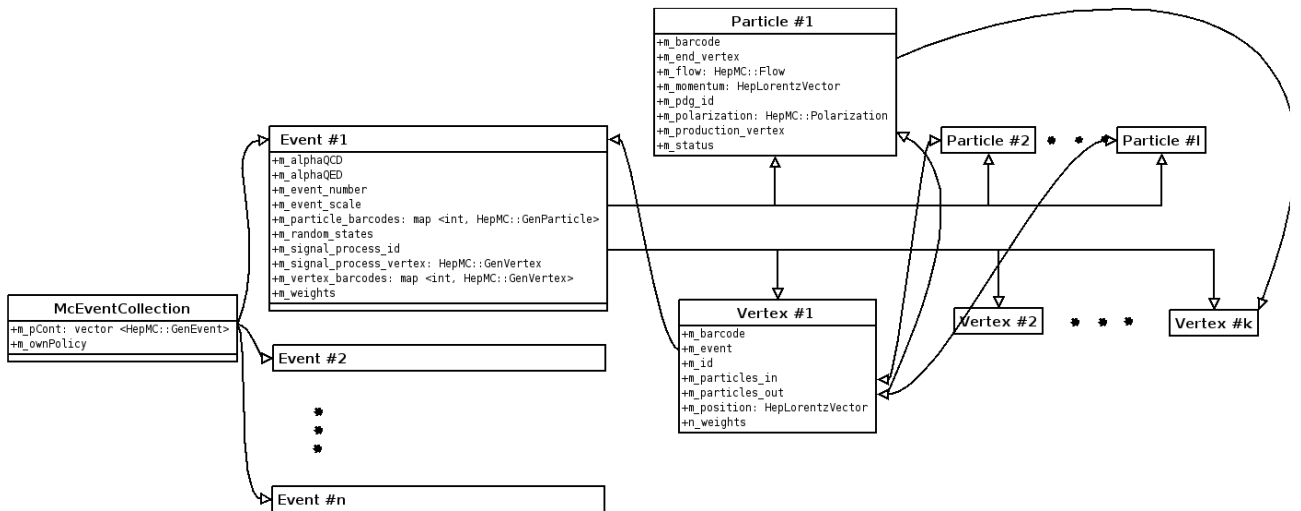 Particle #1
+m_barcode
+m_end_vertex
+m_flow: HepMC::Flow
+m_momentum: HepLorentzVector
+m_pdg_id
+m_polarization: HepMC::Polarization
+m_production_vertex
+m_status
Particle #2
Particle #l
Event #1
+m_alphaQCD
+m_alphaQED
+m_event_number
+m_event_scale
+m_particle_barcodes: map <int, HepMC::GenParticle>
+m_random_states
+m_signal_process_id
+m_signal_process_vertex: HepMC::GenVertex
+m_vertex_barcodes: map <int, HepMC::GenVertex>
+m_weights
McEventCollection
+m_pCont: vector <HepMC::GenEvent>
+m_ownPolicy
Vertex #1
+m_barcode
+m_event
+m_id
+m_particles_in
+m_particles_out
+m_position: HepLorentzVector
+n_weights
Vertex #2
Vertex #k
Event #2
Event #n